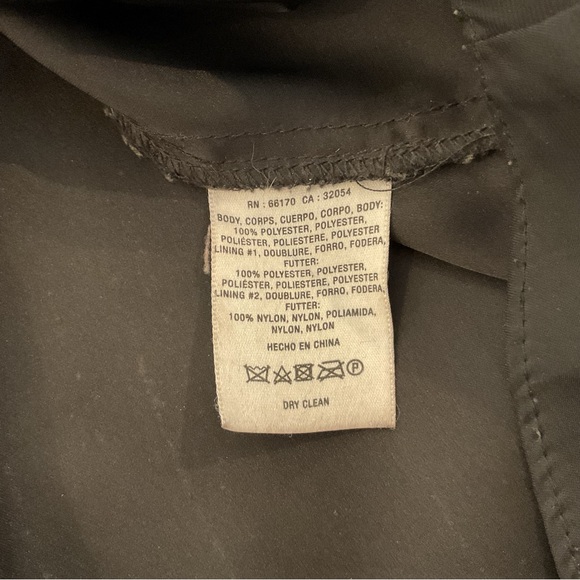 RN : 66170 CA : 32054
BODY, CORPS, CUERPO, CORPO, BODY:
100% POLYESTER, POLYESTER,
POLIÉSTER, POLIESTERE, POLYESTER
LINING #1, DOUBLURE, FORRO, FODERA,
FUTTER:
100% POLYESTER, POLYESTER,
POLIÉSTER, POLIESTERE, POLYESTER
LINING #2, DOUBLURE, FORRO, FODERA,
FUTTER:
100% NYLON, NYLON, POLIAMIDA,
NYLON, NYLON
HECHO EN CHINA
P
DRY CLEAN